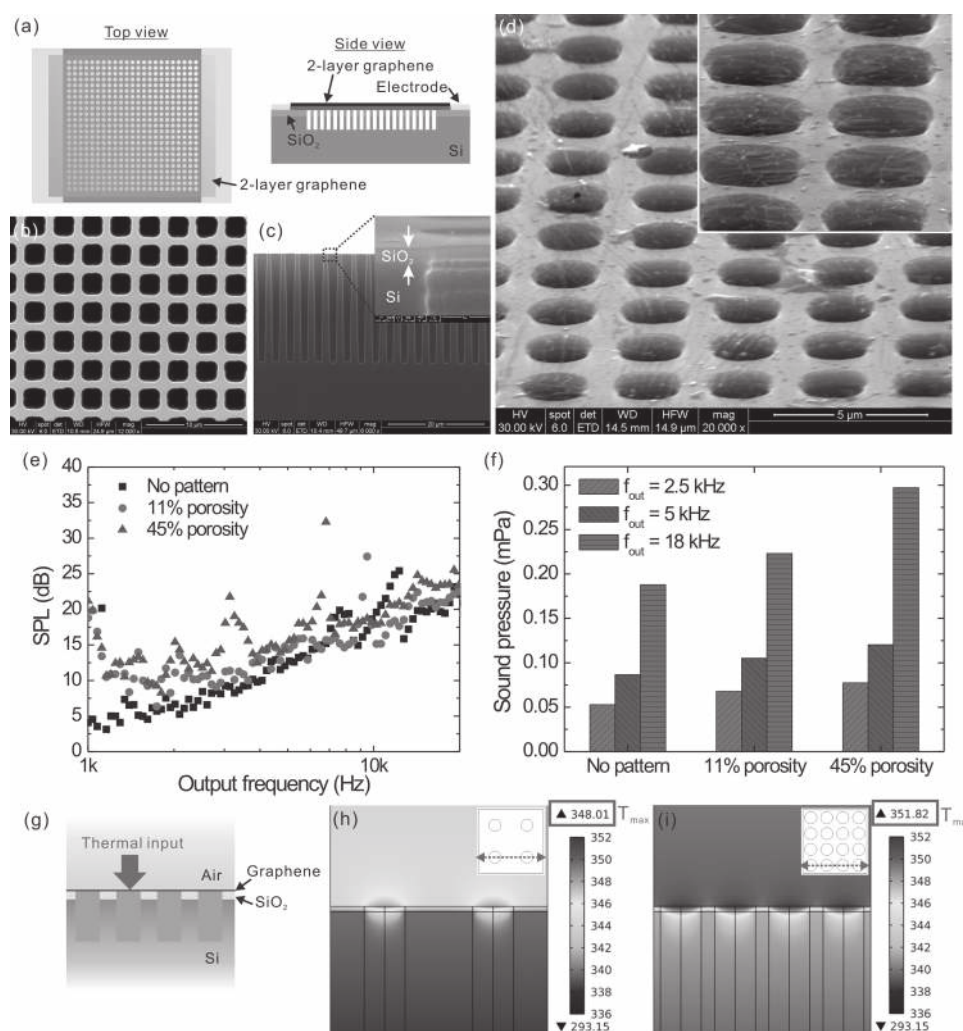 (a)
Top view
2-layer graphene
Side view
2-layer graphene
Electrode
SiO2
Si
(b)
10 µm
(c)
SiO2
Si
20 µm
(d)
HV spot det WD HFW mag
30.00 kV 6.0 ETD 14.5 mm 14.9 µm 20 000 x
5 µm
(e)
SPL (dB)
40
35
30
25
20
15
10
5
0
No pattern
11% porosity
45% porosity
1k
10k
Output frequency (Hz)
(f)
Sound pressure (mPa)
0.30
0.25
0.20
0.15
0.10
0.05
0.00
fout = 2.5 kHz
fout = 5 kHz
fout = 18 kHz
No pattern
11% porosity
45% porosity
(g)
Thermal input
Air
Graphene
SiO2
Si
(h)
▲ 348.01
Tmax
352
350
348
346
344
342
340
338
336
▼ 293.15
(i)
▲ 351.82
352
350
348
346
344
342
340
338
336
▼ 293.15